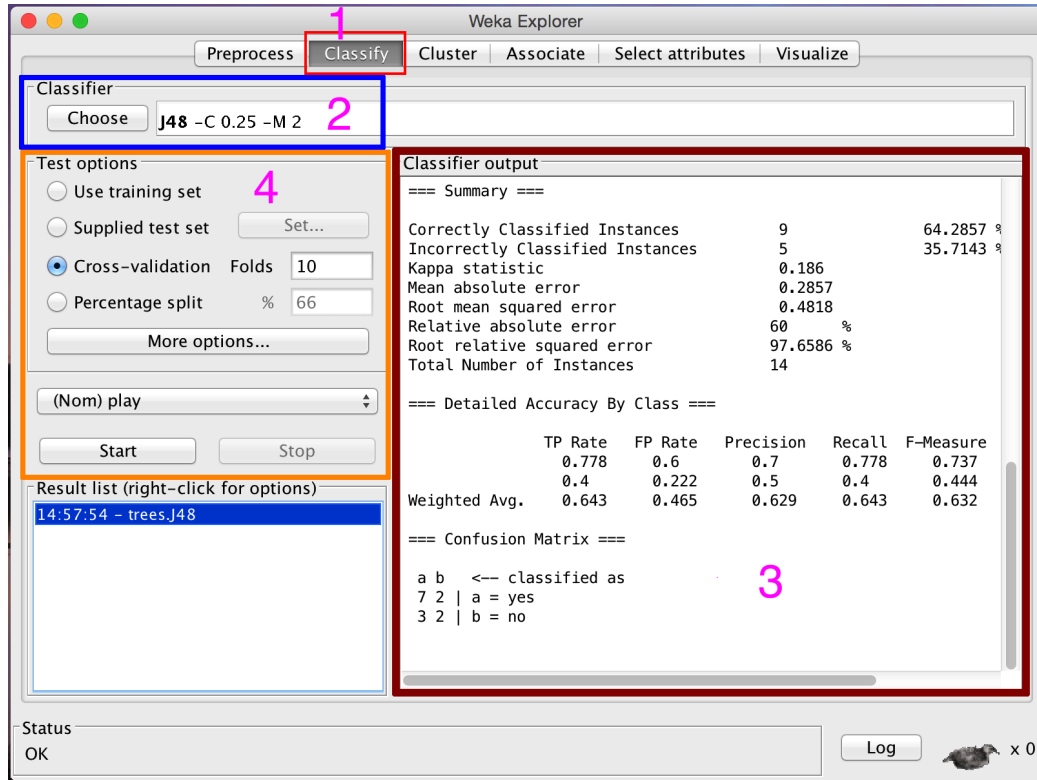 Weka Explorer
1
Preprocess Classify Cluster Associate Select attributes Visualize
Classifier
Choose J48 -C 0.25 -M 2 2
Test options
4
Use training set
Supplied test set Set...
Cross-validation Folds 10
Percentage split % 66
More options...
(Nom) play
Start Stop
Result list (right-click for options)
14:57:54 - trees.J48
Classifier output
=== Summary ===
Correctly Classified Instances 9 64.2857 %
Incorrectly Classified Instances 5 35.7143 %
Kappa statistic 0.186
Mean absolute error 0.2857
Root mean squared error 0.4818
Relative absolute error 60 %
Root relative squared error 97.6586 %
Total Number of Instances 14
=== Detailed Accuracy By Class ===
TP Rate FP Rate Precision Recall F-Measure
0.778 0.6 0.7 0.778 0.737
0.4 0.222 0.5 0.4 0.444
Weighted Avg. 0.643 0.465 0.629 0.643 0.632
=== Confusion Matrix ===
a b <-- classified as
7 2 | a = yes
3 2 | b = no
3
Status
OK
Log x 0